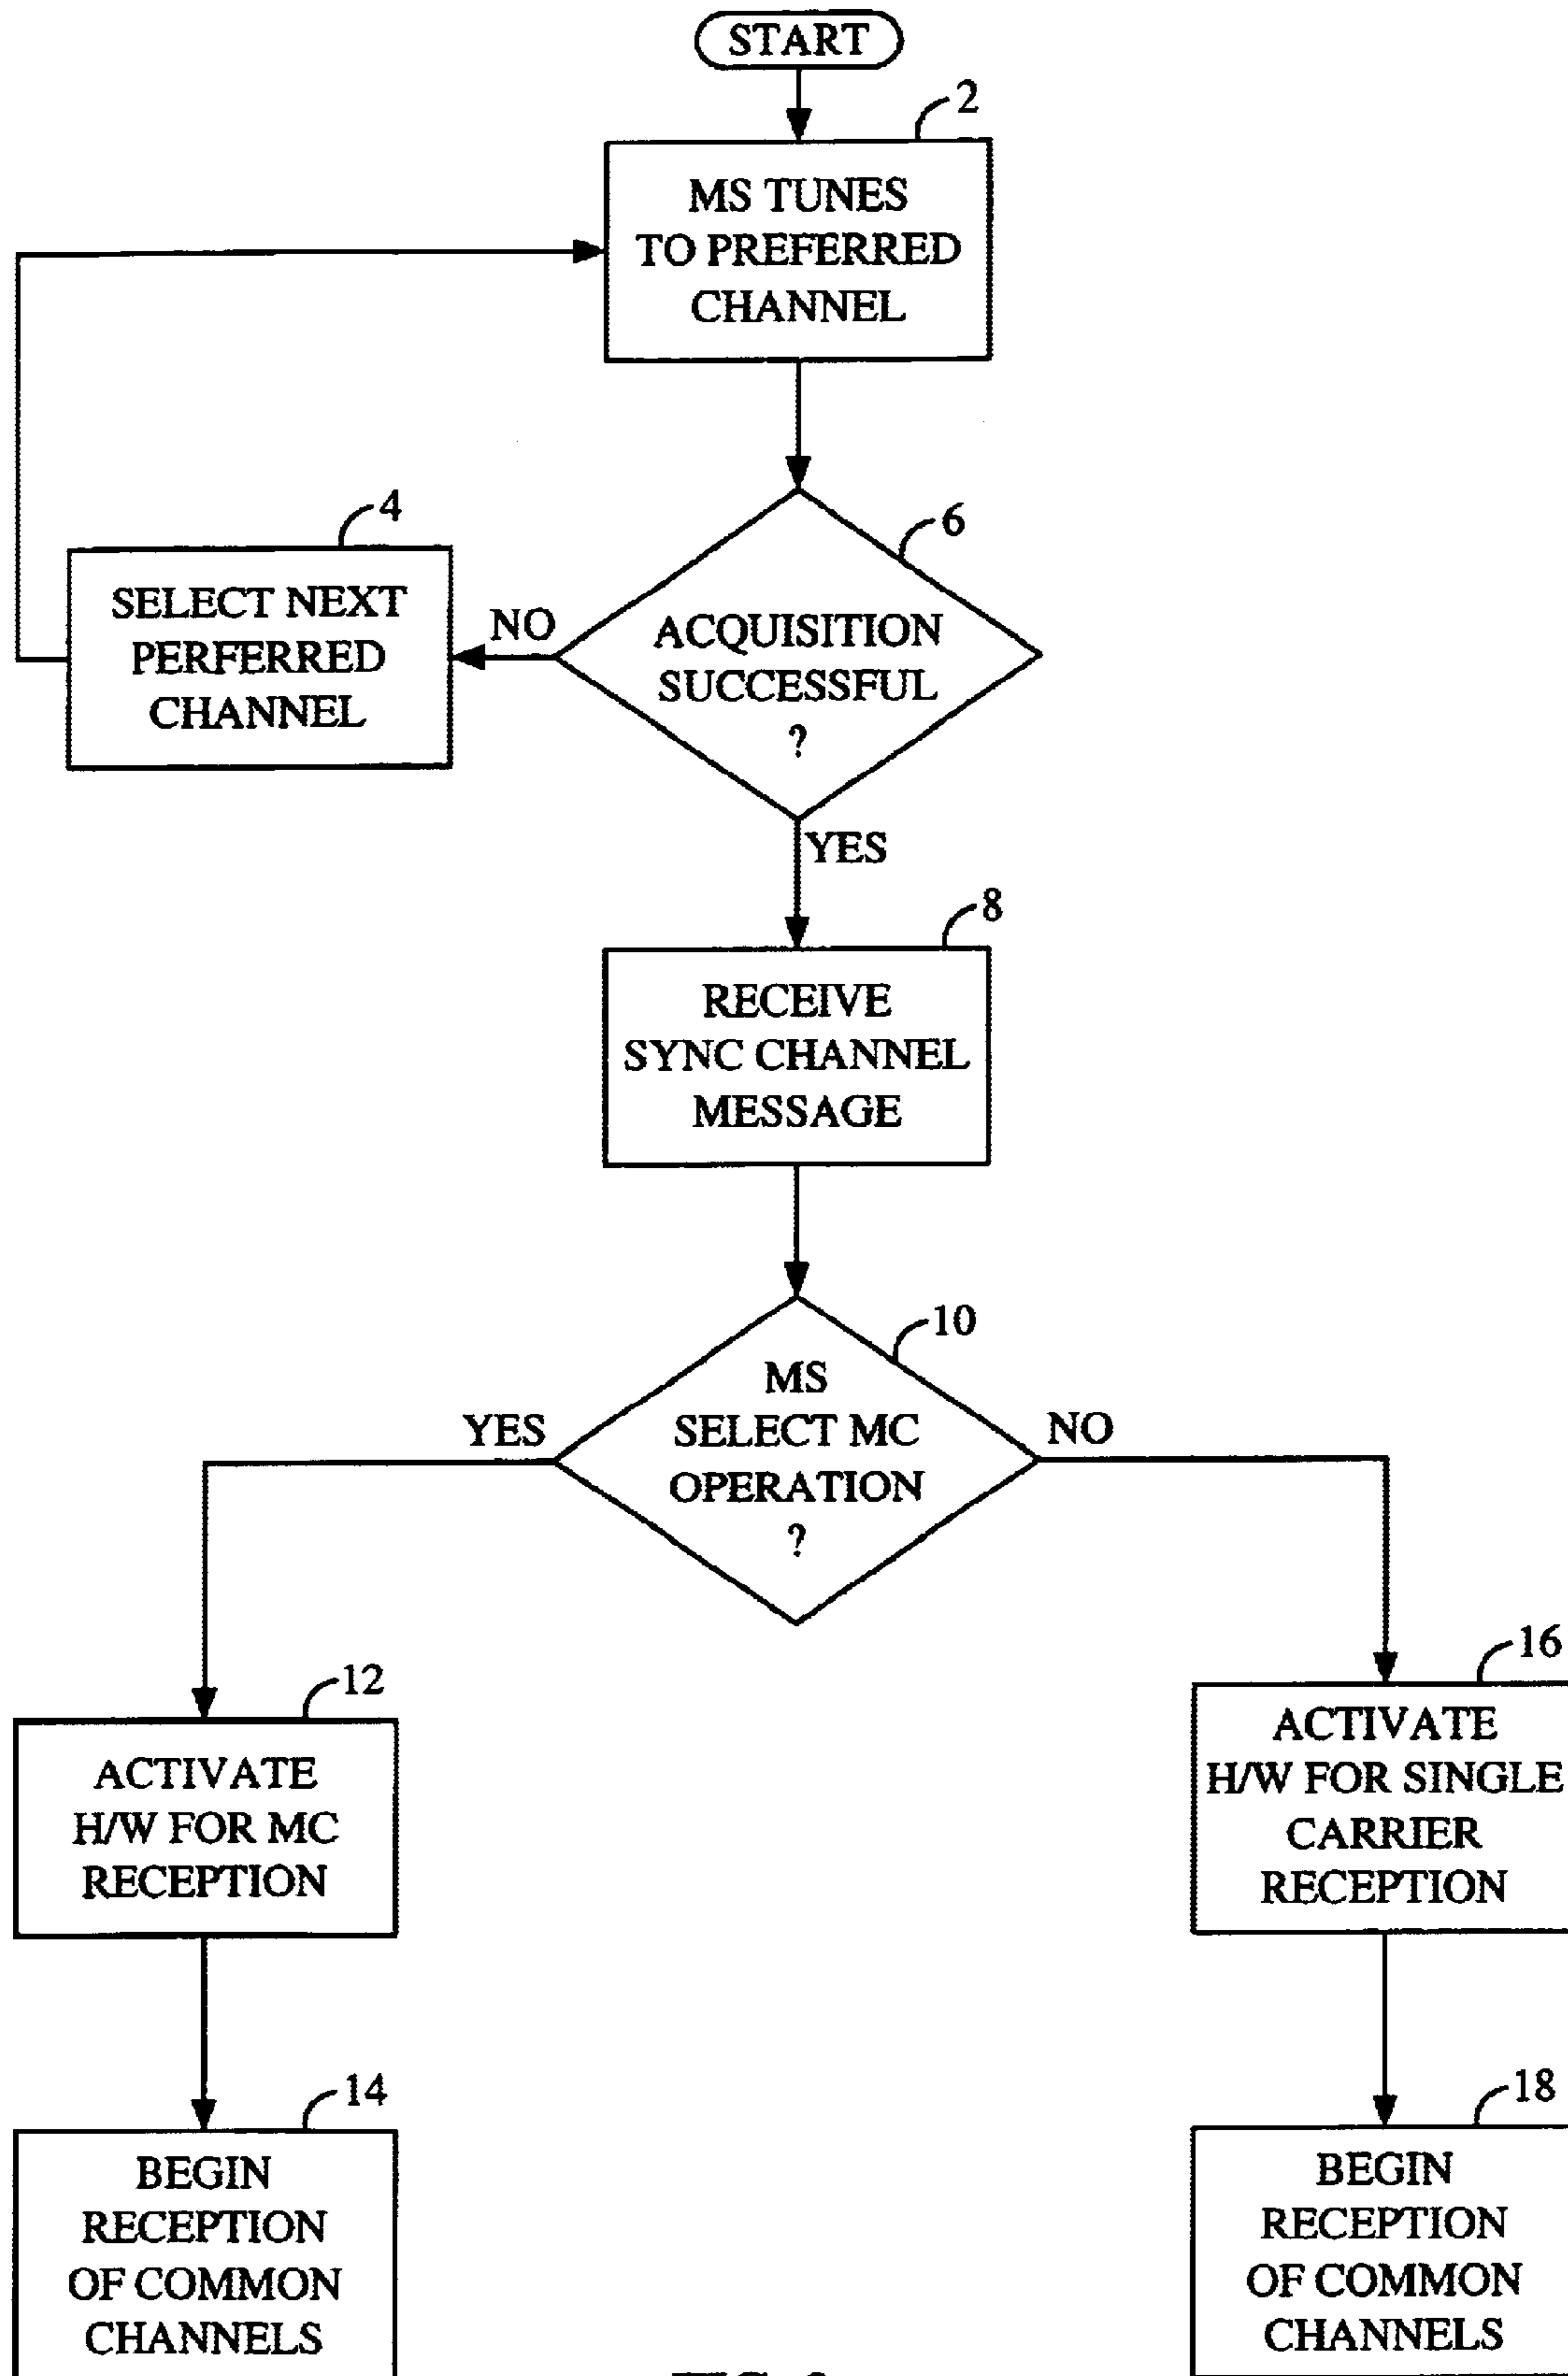 START
2
MS TUNES
TO PREFERRED
CHANNEL
4
SELECT NEXT
PERFERRED
CHANNEL
NO
6
ACQUISITION
SUCCESSFUL
?
YES
8
RECEIVE
SYNC CHANNEL
MESSAGE
10
MS
SELECT MC
OPERATION
?
YES
NO
12
ACTIVATE
H/W FOR MC
RECEPTION
16
ACTIVATE
H/W FOR SINGLE
CARRIER
RECEPTION
14
BEGIN
RECEPTION
OF COMMON
CHANNELS
18
BEGIN
RECEPTION
OF COMMON
CHANNELS